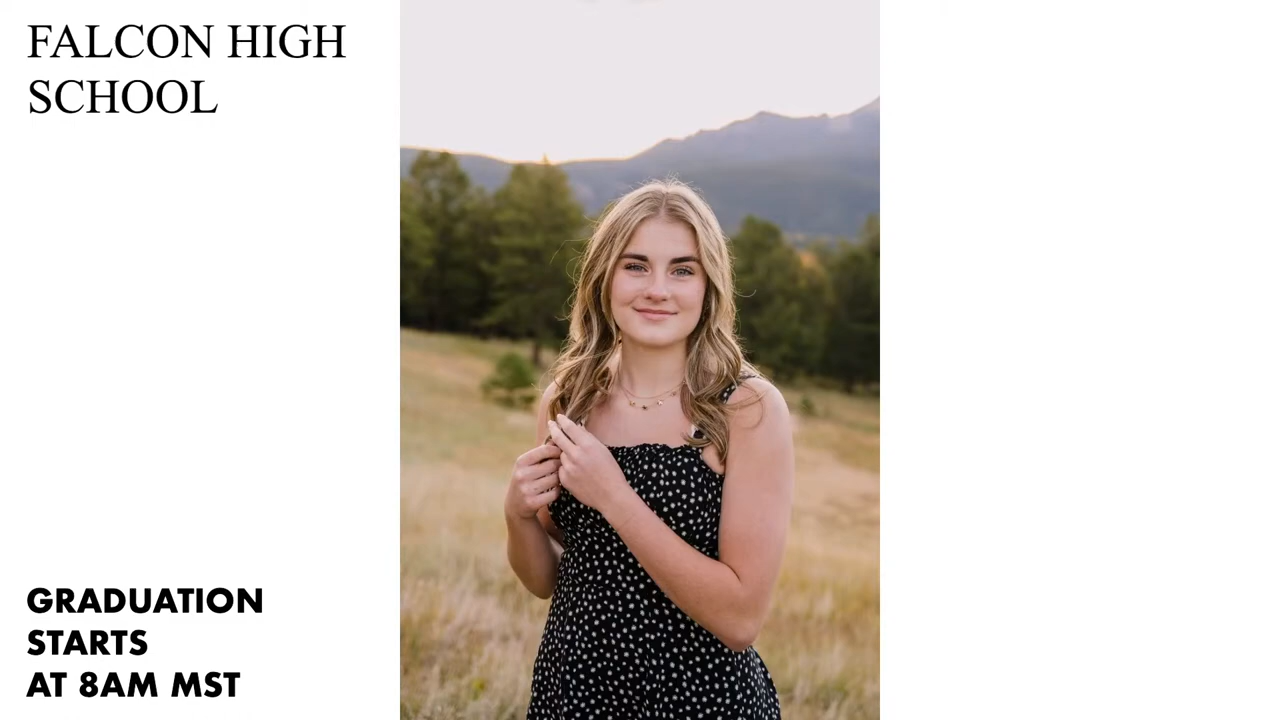 FALCON HIGH
SCHOOL
GRADUATION
STARTS
AT 8AM MST